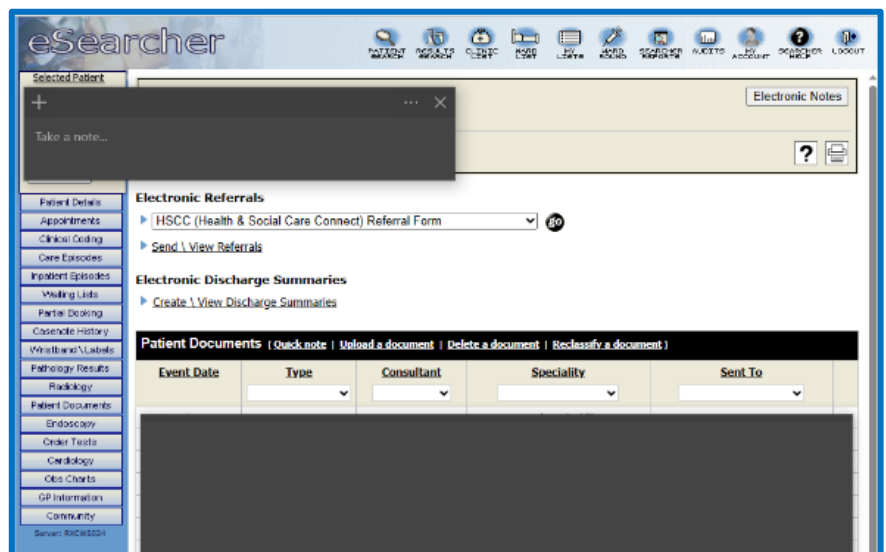 eSearcher
PATIENT SEARCH
RESULTS SEARCH
CLINIC LIST
WARD LIST
MY LISTS
WARD ROUND
SEARCHER REPORTS
AUDITS
MY ACCOUNT
SEARCHER HELP
LOGOUT
Selected Patient
Electronic Notes
Take a note...
?
Patient Details
Appointments
Clinical Coding
Care Episodes
Inpatient Episodes
Waiting Lists
Partial Booking
Casenote History
Wristband \ Labels
Pathology Results
Radiology
Patient Documents
Endoscopy
Order Tests
Cardiology
Obs Charts
GP Information
Community
Server: RXCWS024
Electronic Referrals
HSCC (Health & Social Care Connect) Referral Form
go
Send \ View Referrals
Electronic Discharge Summaries
Create \ View Discharge Summaries
Patient Documents ( Quick note | Upload a document | Delete a document | Reclassify a document )
Event Date Type Consultant Speciality Sent To